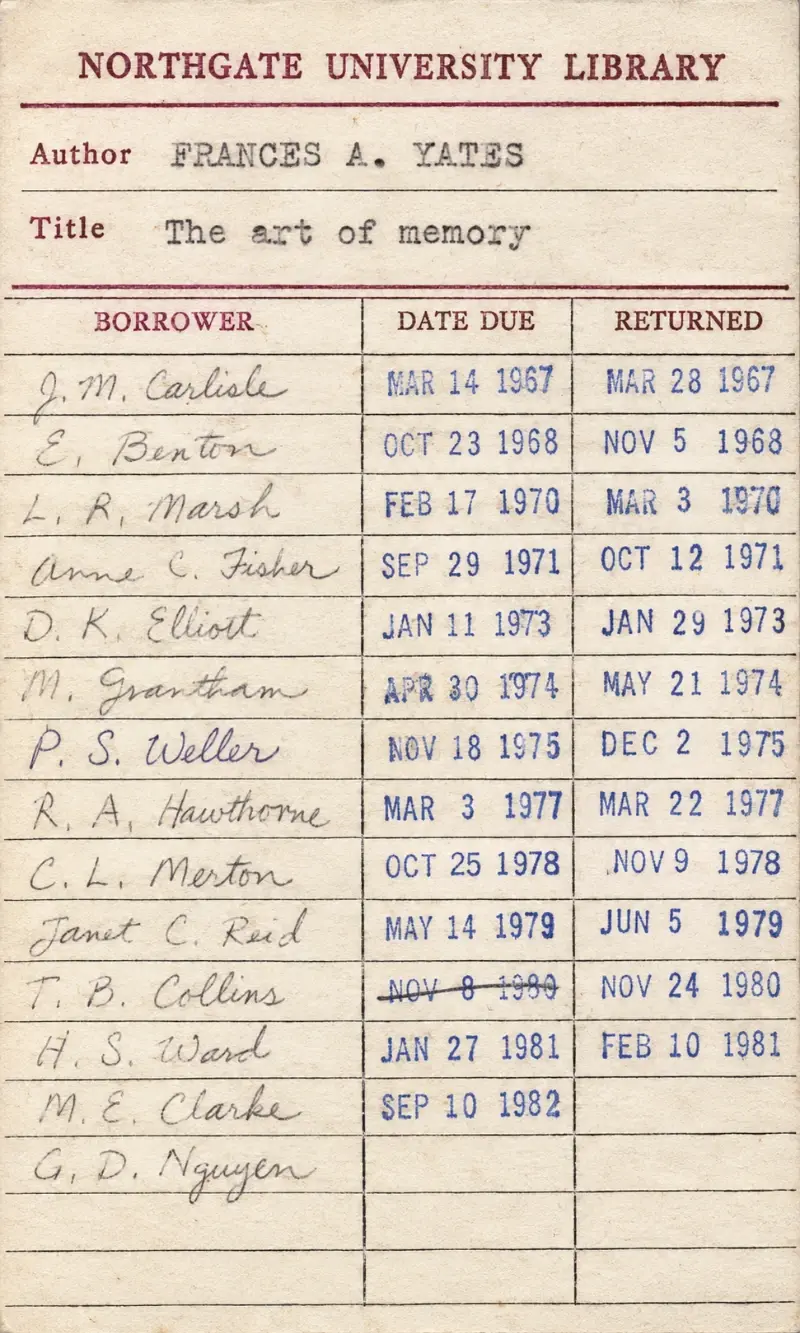 NORTHGATE UNIVERSITY LIBRARY
Author FRANCES A. YATES
Title The art of memory
BORROWER DATE DUE RETURNED
J. M. Carlisle MAR 14 1967 MAR 28 1967
E. Benton OCT 23 1968 NOV 5 1968
L. R. Marsh FEB 17 1970 MAR 3 1970
Anne C. Fisher SEP 29 1971 OCT 12 1971
D. K. Elliott JAN 11 1973 JAN 29 1973
M. Grantham APR 30 1974 MAY 21 1974
P. S. Weller NOV 18 1975 DEC 2 1975
R. A. Hawthorne MAR 3 1977 MAR 22 1977
C. L. Merton OCT 25 1978 NOV 9 1978
Janet C. Reid MAY 14 1979 JUN 5 1979
T. B. Collins NOV 8 1980 NOV 24 1980
H. S. Ward JAN 27 1981 FEB 10 1981
M. E. Clarke SEP 10 1982
G. D. Nguyen